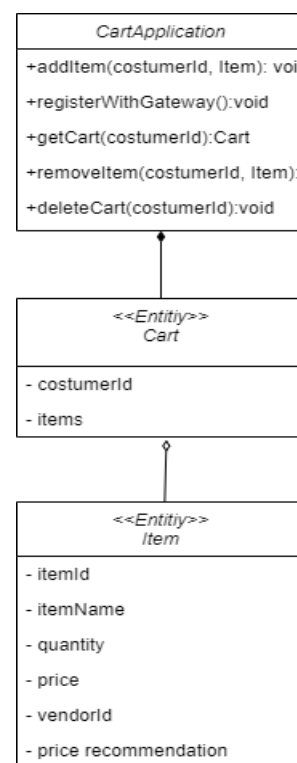 CartApplication
+addItem(costumerId, Item): voi
+registerWithGateway():void
+getCart(costumerId):Cart
+removeItem(costumerId, Item):
+deleteCart(costumerId):void
<<Entitiy>>
Cart
- costumerId
- items
<<Entitiy>>
Item
- itemId
- itemName
- quantity
- price
- vendorId
- price recommendation